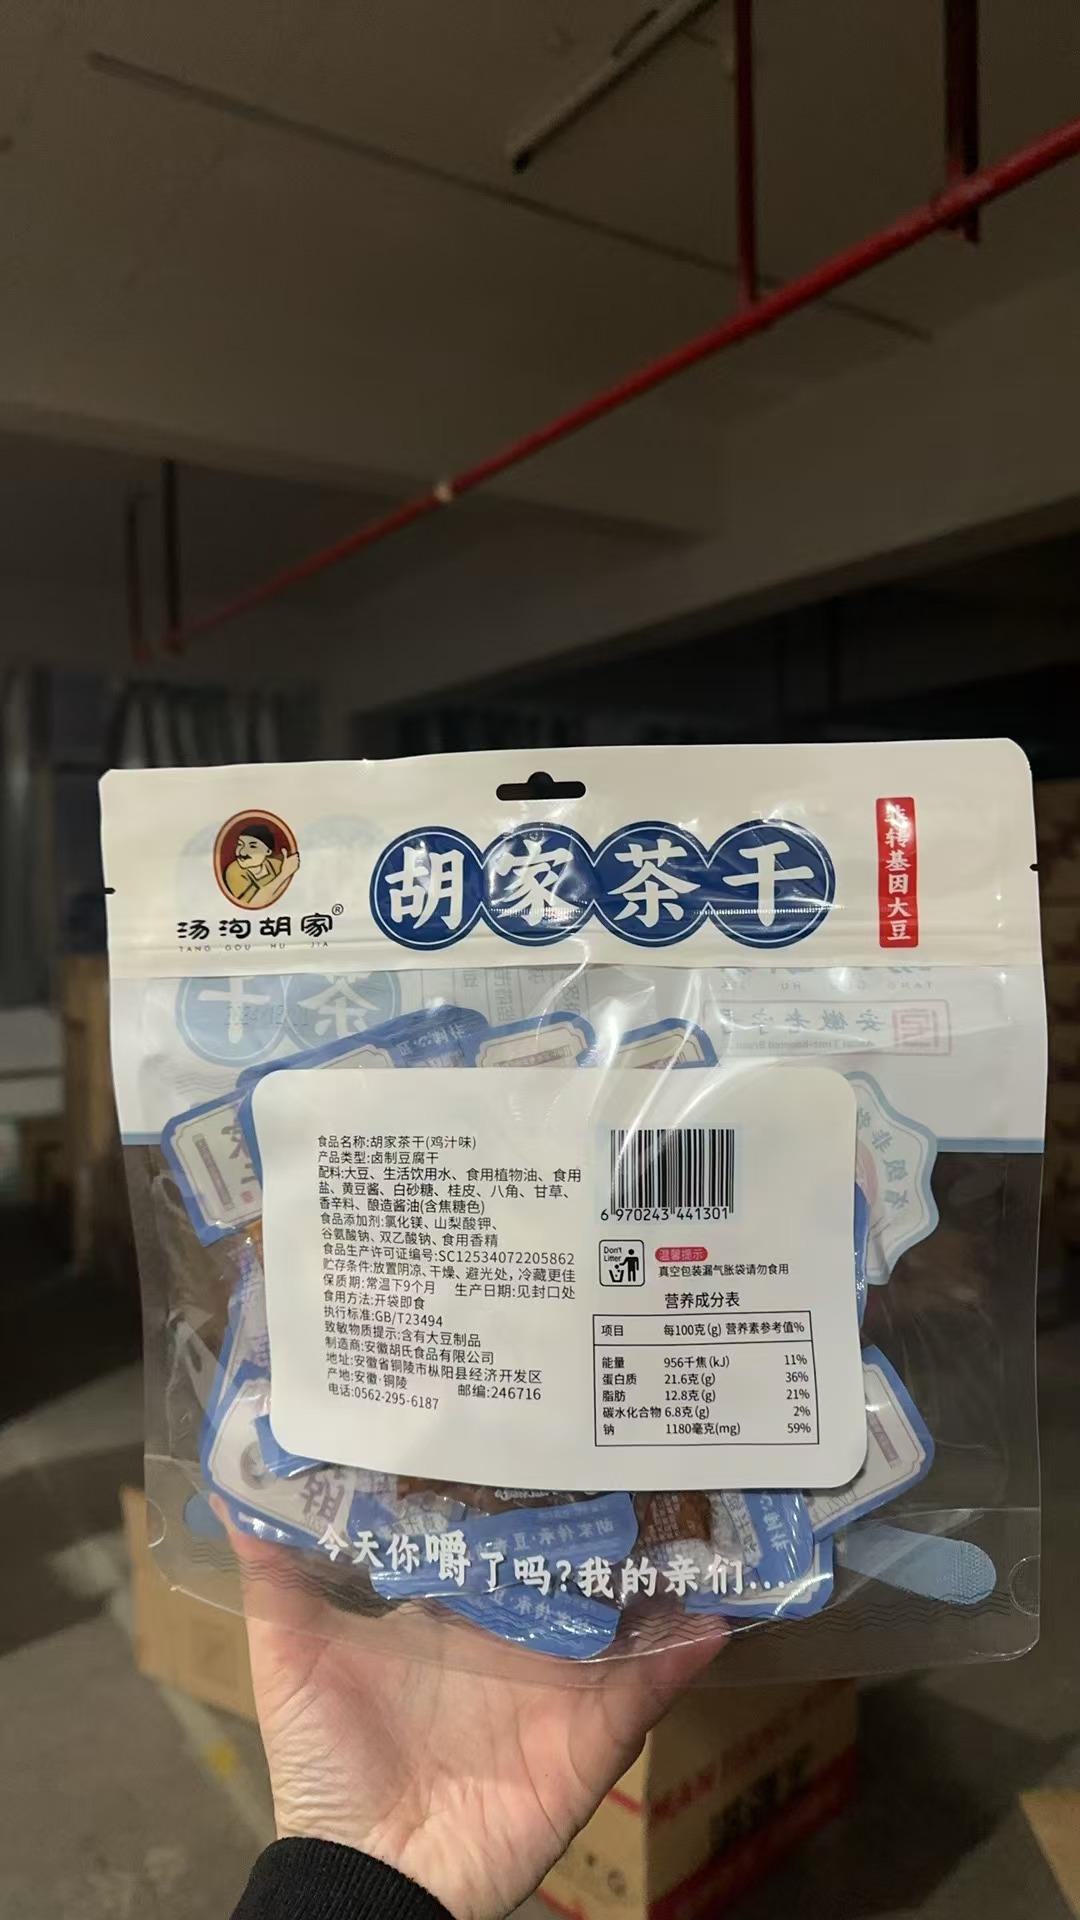 汤沟胡家®
TANG GOU HU JIA
胡家茶干
非转基因大豆
食品名称:胡家茶干(鸡汁味)
产品类型:卤制豆腐干
配料:大豆、生活饮用水、食用植物油、食用
盐、黄豆酱、白砂糖、桂皮、八角、甘草、
香辛料、酿造酱油(含焦糖色)
食品添加剂:氯化镁、山梨酸钾、
谷氨酸钠、双乙酸钠、食用香精
食品生产许可证编号:SC12534072205862
贮存条件:放置阴凉、干燥、避光处，冷藏更佳
保质期:常温下9个月 生产日期:见封口处
食用方法:开袋即食
执行标准:GB/T23494
致敏物质提示:含有大豆制品
制造商:安徽胡氏食品有限公司
地址:安徽省铜陵市枞阳县经济开发区
产地:安徽·铜陵 邮编:246716
电话:0562-295-6187
6 970243 441301
Don't
Litter
温馨提示
真空包装漏气胀袋请勿食用
营养成分表
项目 每100克(g) 营养素参考值%
能量 956千焦(kJ) 11%
蛋白质 21.6克(g) 36%
脂肪 12.8克(g) 21%
碳水化合物 6.8克(g) 2%
钠 1180毫克(mg) 59%
今天你嚼了吗?我的亲们...